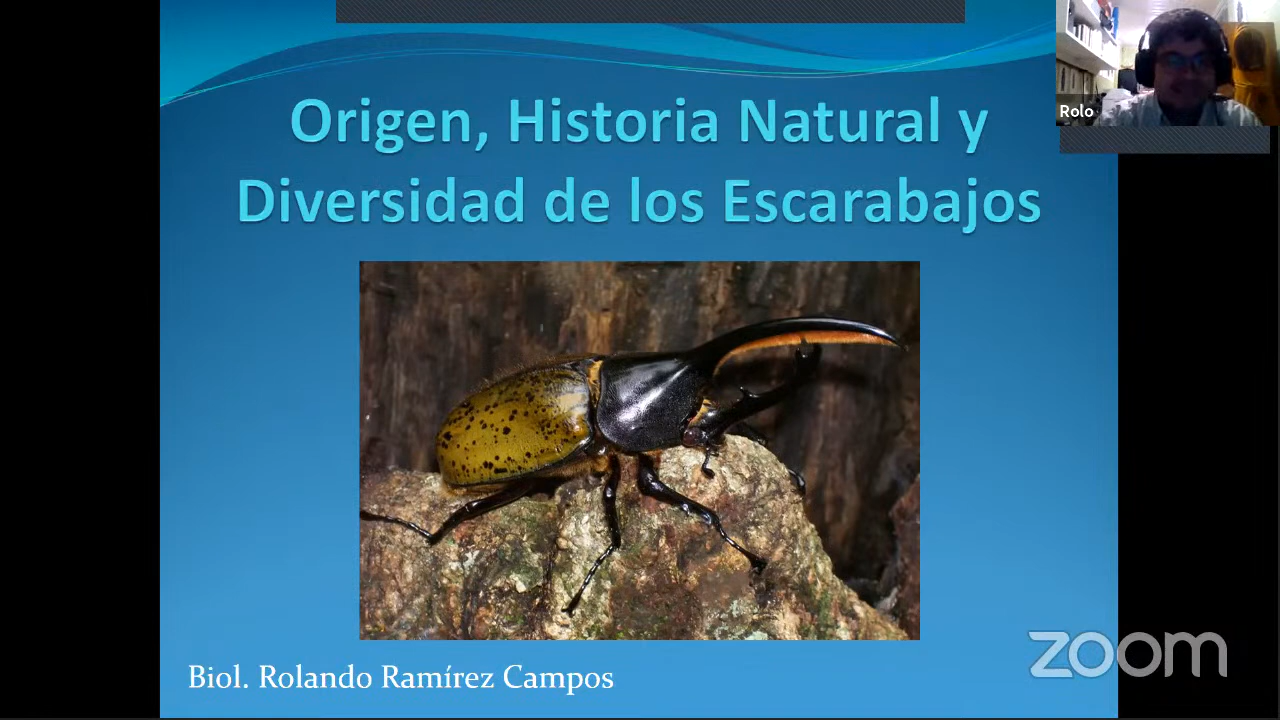 Origen, Historia Natural y
Diversidad de los Escarabajos
Rolo
Biol. Rolando Ramírez Campos
zoom